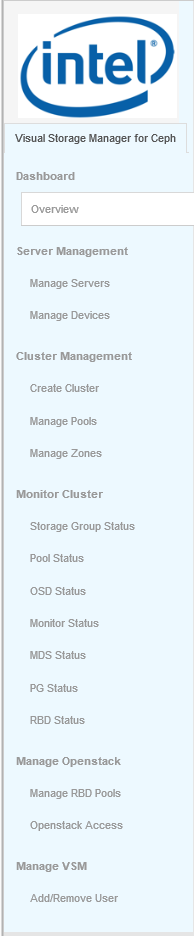 intel
Visual Storage Manager for Ceph
Dashboard
Overview
Server Management
Manage Servers
Manage Devices
Cluster Management
Create Cluster
Manage Pools
Manage Zones
Monitor Cluster
Storage Group Status
Pool Status
OSD Status
Monitor Status
MDS Status
PG Status
RBD Status
Manage Openstack
Manage RBD Pools
Openstack Access
Manage VSM
Add/Remove User